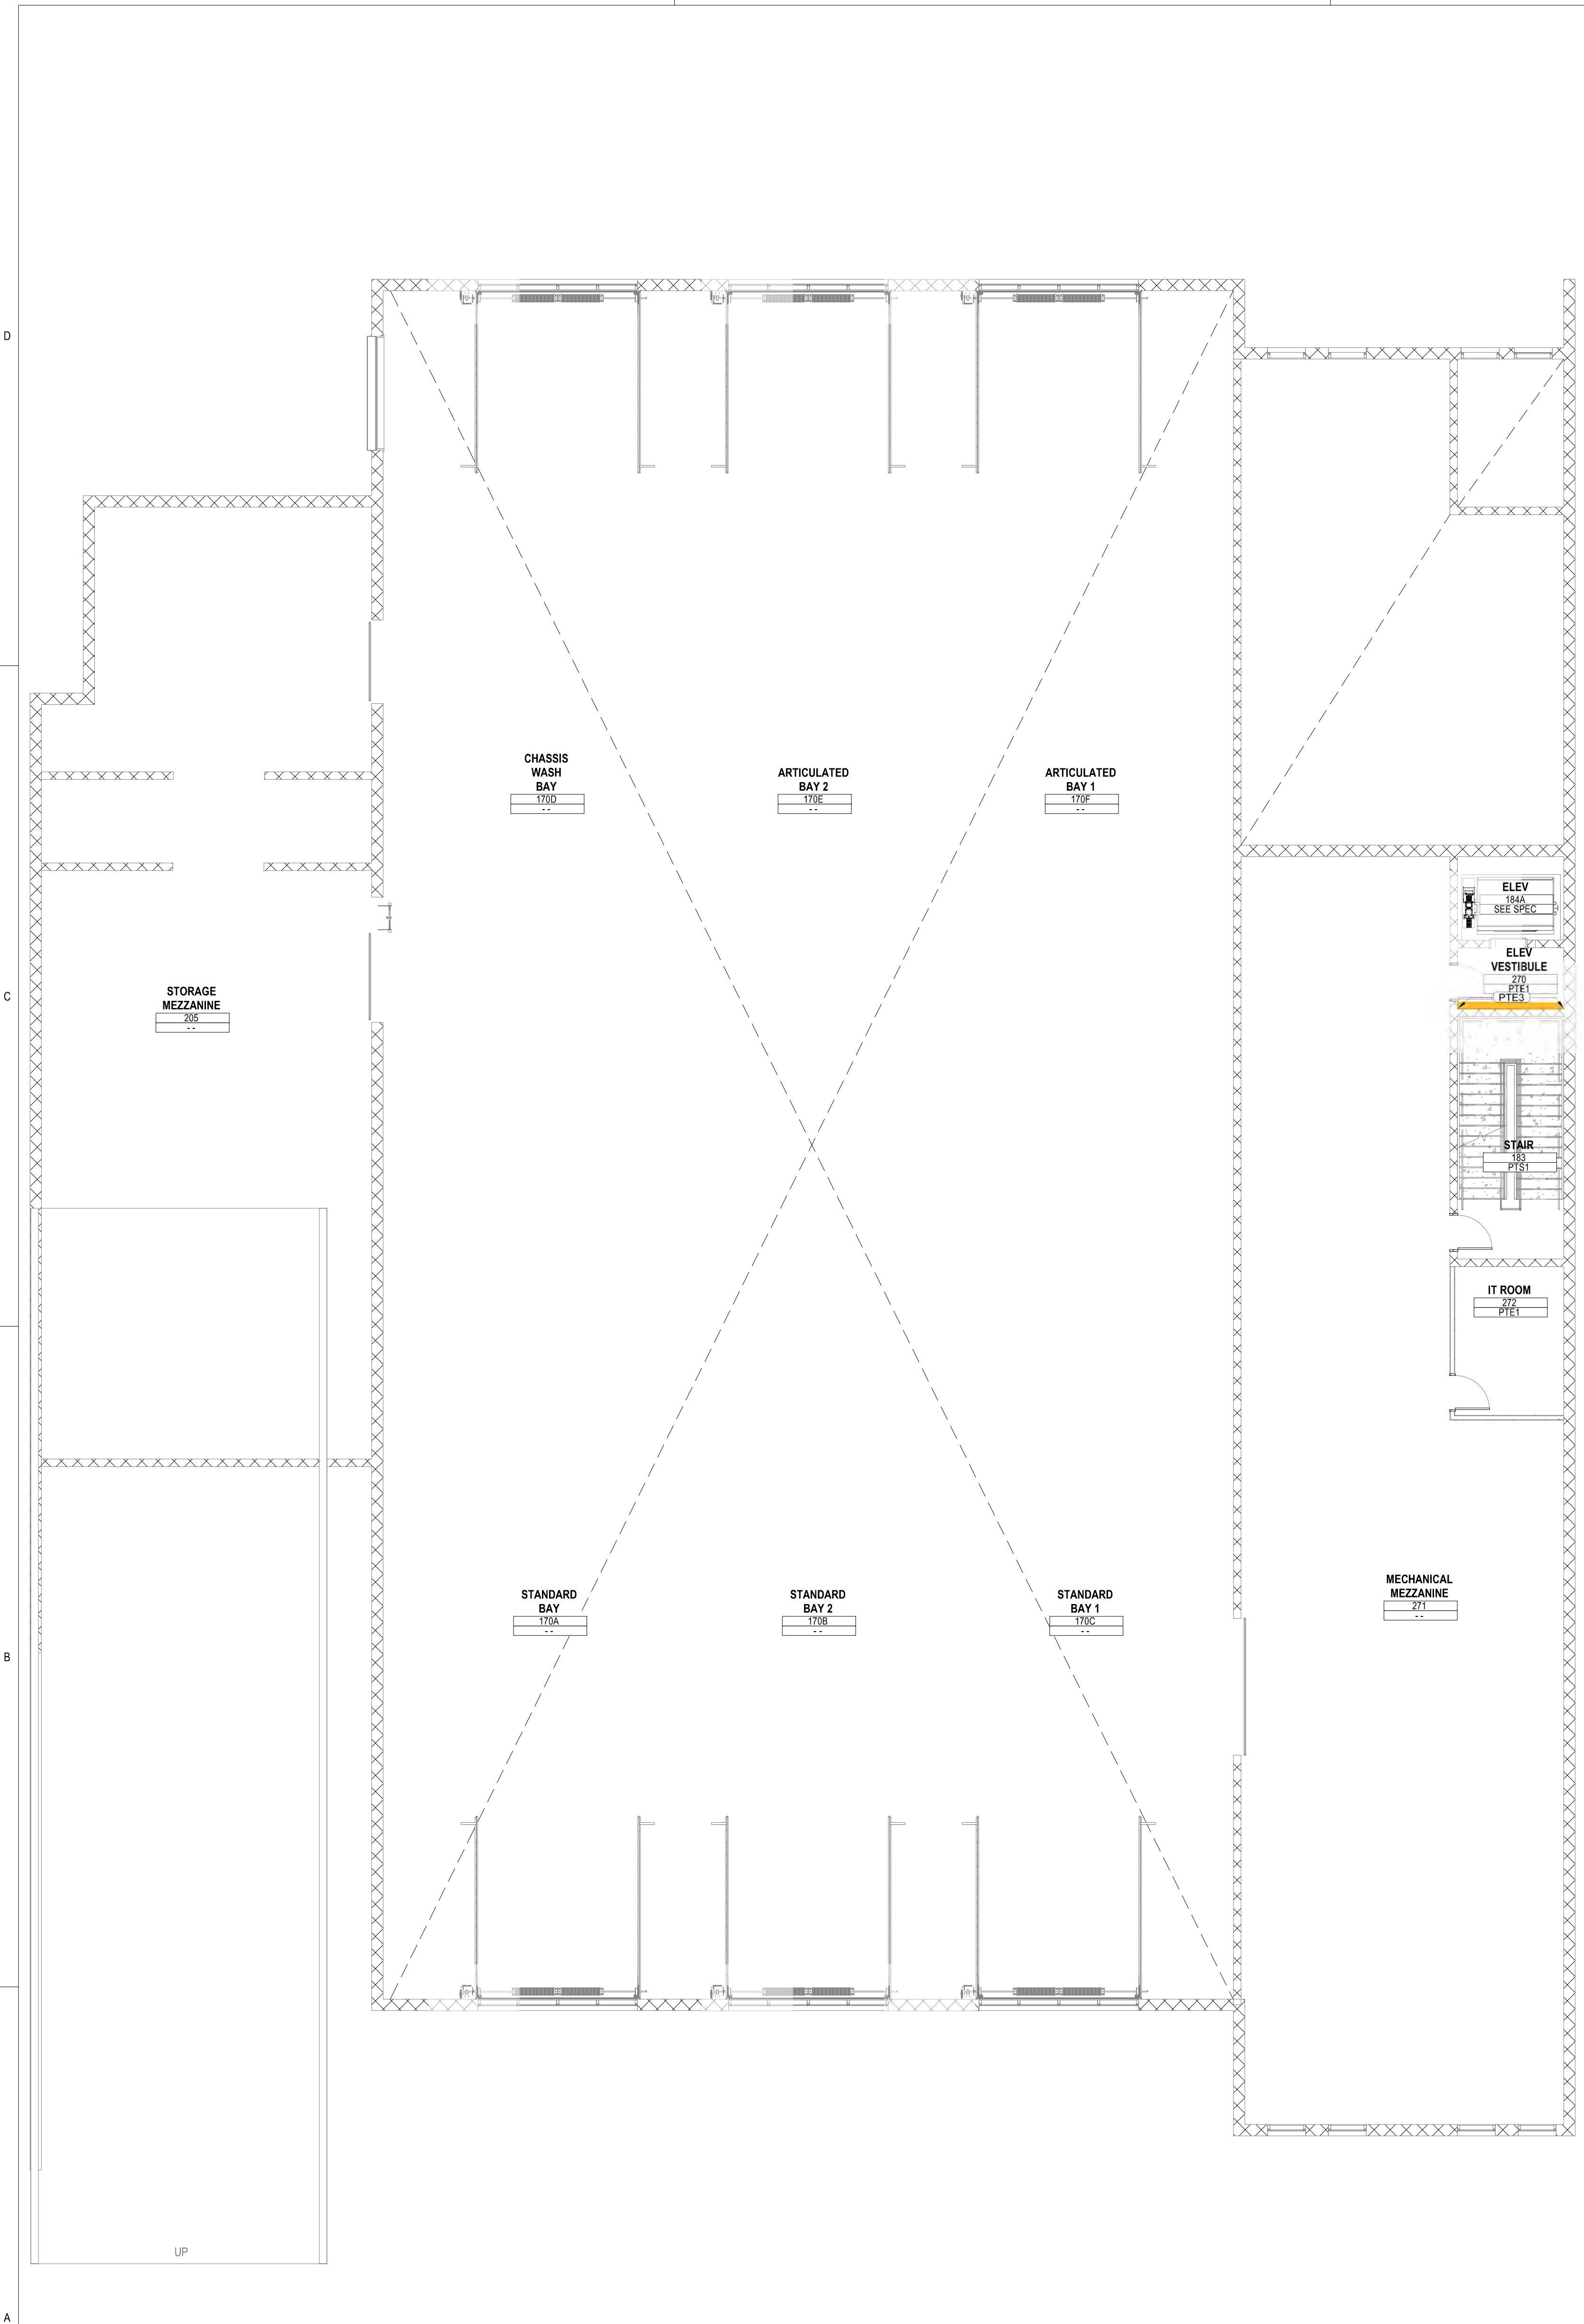 D
CHASSIS
WASH
BAY
170D
- -
ARTICULATED
BAY 2
170E
- -
ARTICULATED
BAY 1
170F
- -
ELEV
184A
SEE SPEC
ELEV
VESTIBULE
270
PTE1
PTE3
C
STORAGE
MEZZANINE
205
- -
STAIR
183
PTS1
IT ROOM
272
PTE1
MECHANICAL
MEZZANINE
271
- -
STANDARD
BAY
170A
- -
STANDARD
BAY 2
170B
- -
STANDARD
BAY 1
170C
- -
B
UP
A